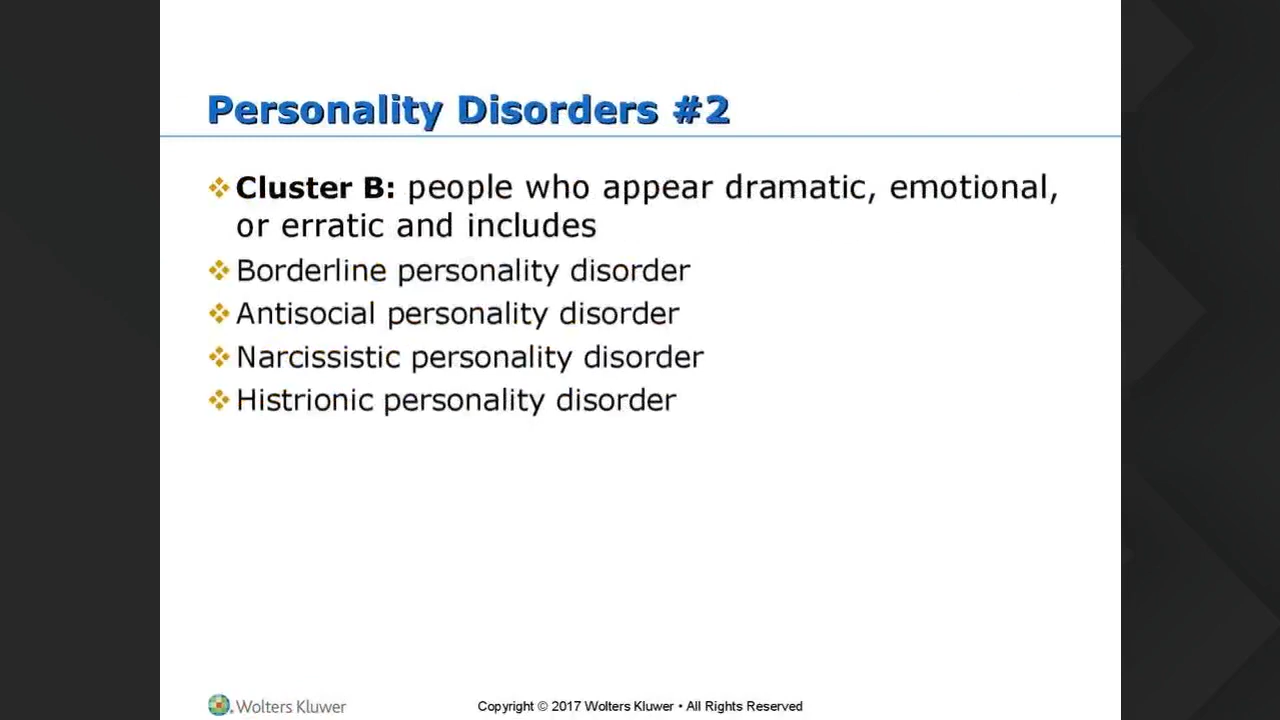 Personality Disorders #2
Cluster B: people who appear dramatic, emotional,
or erratic and includes
Borderline personality disorder
Antisocial personality disorder
Narcissistic personality disorder
Histrionic personality disorder
Wolters Kluwer
Copyright © 2017 Wolters Kluwer • All Rights Reserved